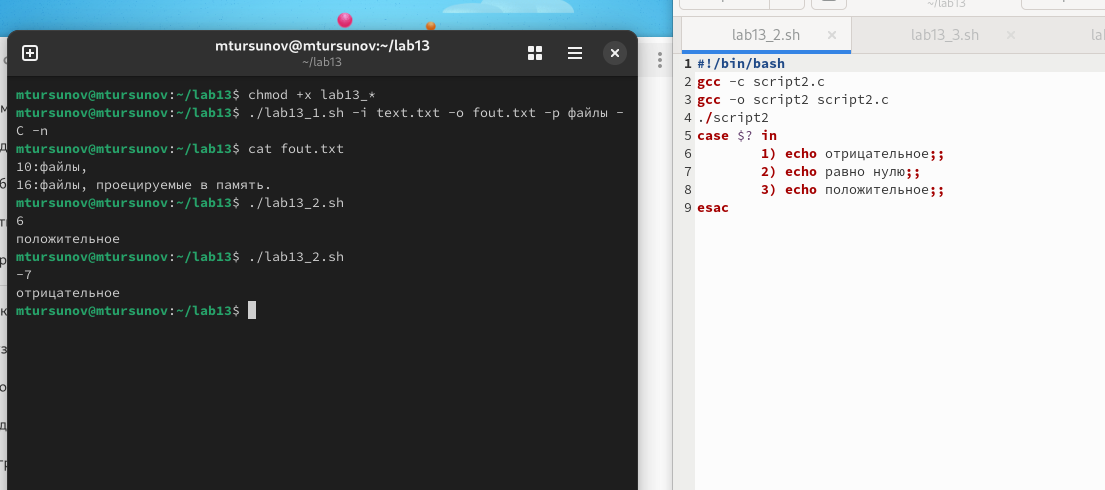 mtursunov@mtursunov:~/lab13
~/lab13
mtursunov@mtursunov:~/lab13$ chmod +x lab13_*
mtursunov@mtursunov:~/lab13$ ./lab13_1.sh -i text.txt -o fout.txt -p файлы -
C -n
mtursunov@mtursunov:~/lab13$ cat fout.txt
10:файлы,
16:файлы, проецируемые в память.
mtursunov@mtursunov:~/lab13$ ./lab13_2.sh
6
положительное
mtursunov@mtursunov:~/lab13$ ./lab13_2.sh
-7
отрицательное
mtursunov@mtursunov:~/lab13$
~/lab13
lab13_2.sh
lab13_3.sh
1 #!/bin/bash
2 gcc -c script2.c
3 gcc -o script2 script2.c
4 ./script2
5 case $? in
6 1) echo отрицательное;;
7 2) echo равно нулю;;
8 3) echo положительное;;
9 esac